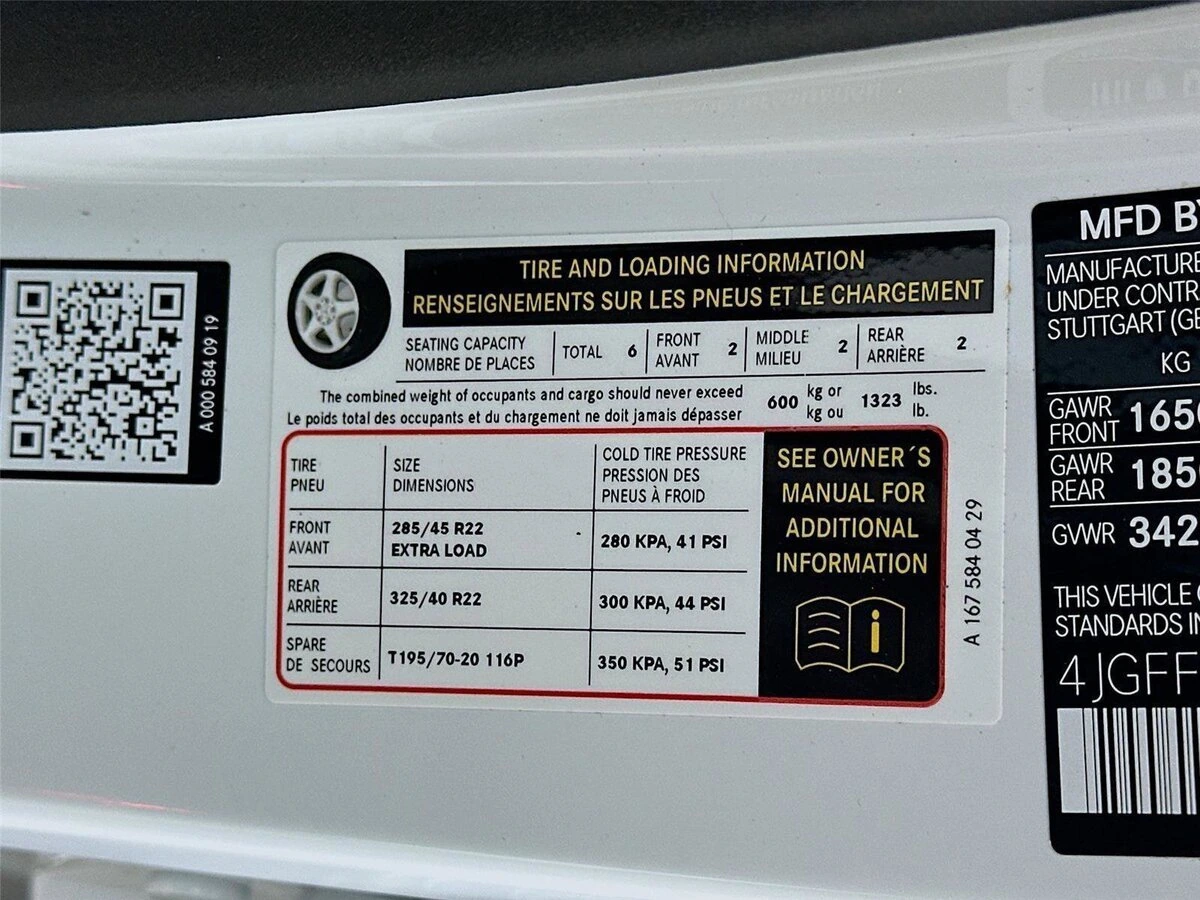 A 000 584 09 19
TIRE AND LOADING INFORMATION
RENSEIGNEMENTS SUR LES PNEUS ET LE CHARGEMENT
SEATING CAPACITY
NOMBRE DE PLACES
TOTAL 6
FRONT
AVANT 2
MIDDLE
MILIEU 2
REAR
ARRIÈRE 2
The combined weight of occupants and cargo should never exceed
Le poids total des occupants et du chargement ne doit jamais dépasser
600 kg or 1323 lbs.
kg ou lb.
TIRE
PNEU
SIZE
DIMENSIONS
COLD TIRE PRESSURE
PRESSION DES
PNEUS À FROID
FRONT
AVANT
285/45 R22
EXTRA LOAD
280 KPA, 41 PSI
REAR
ARRIÈRE
325/40 R22
300 KPA, 44 PSI
SPARE
DE SECOURS
T195/70-20 116P
350 KPA, 51 PSI
SEE OWNER´S
MANUAL FOR
ADDITIONAL
INFORMATION
A 167 584 04 29
MFD B
MANUFACTURE
UNDER CONTR
STUTTGART (GE
KG
GAWR
FRONT 165
GAWR
REAR 185
GVWR 342
THIS VEHICLE
STANDARDS IN
4JGFF